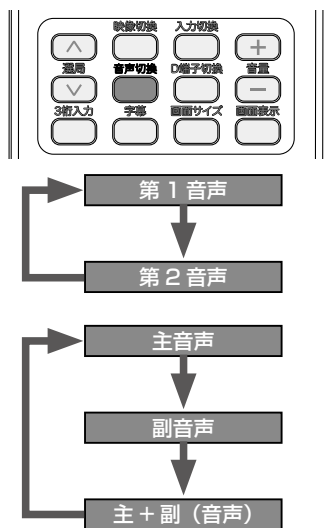 映像切換 入力切換
選局 音声切換 D端子切換 音量
3桁入力 字幕 画面サイズ 画面表示
第 1 音声
第 2 音声
主音声
副音声
主 + 副（音声）